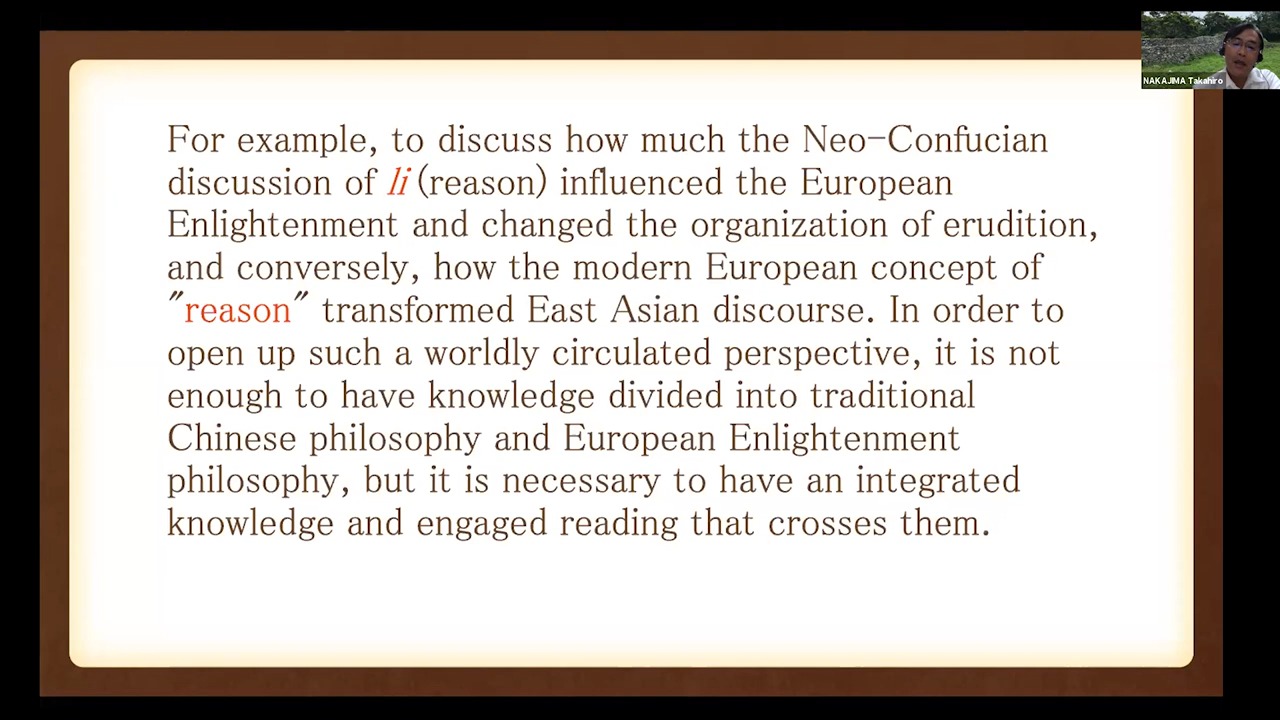 NAKAJIMA Takahiro
For example, to discuss how much the Neo-Confucian
discussion of li (reason) influenced the European
Enlightenment and changed the organization of erudition,
and conversely, how the modern European concept of
"reason" transformed East Asian discourse. In order to
open up such a worldly circulated perspective, it is not
enough to have knowledge divided into traditional
Chinese philosophy and European Enlightenment
philosophy, but it is necessary to have an integrated
knowledge and engaged reading that crosses them.